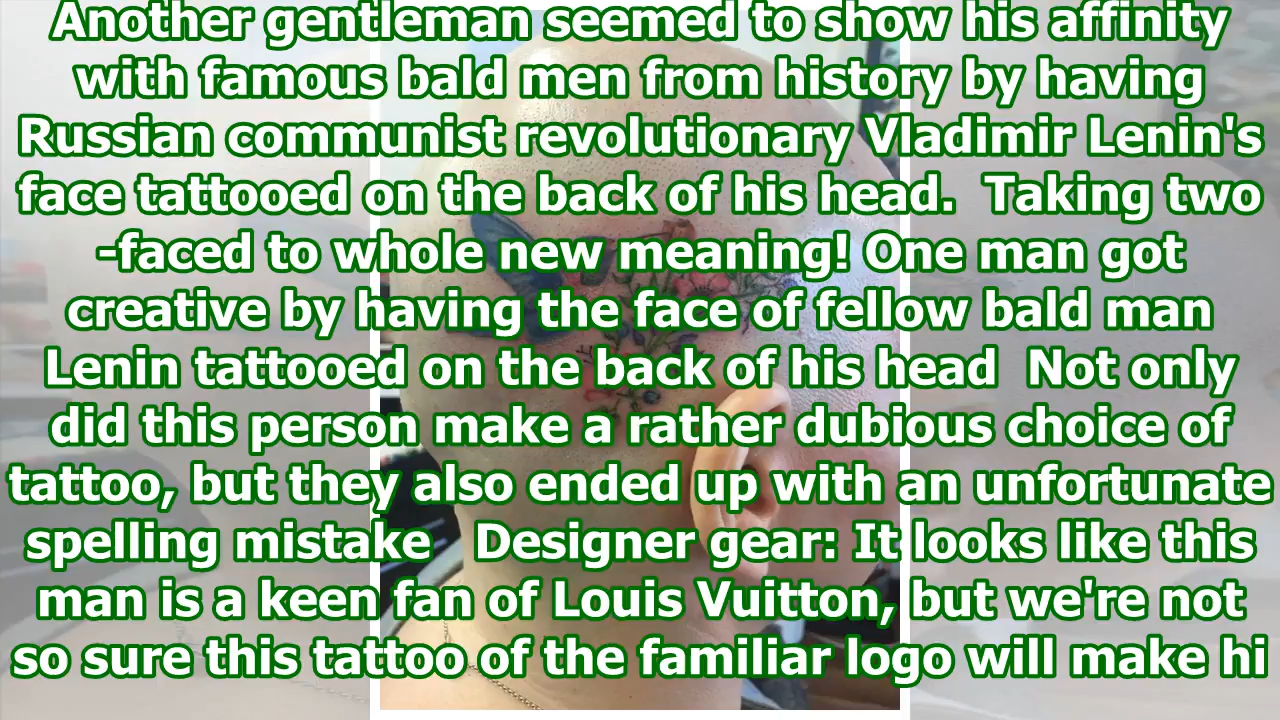 Another gentleman seemed to show his affinity
with famous bald men from history by having
Russian communist revolutionary Vladimir Lenin's
face tattooed on the back of his head.  Taking two
-faced to whole new meaning! One man got
creative by having the face of fellow bald man
Lenin tattooed on the back of his head  Not only
did this person make a rather dubious choice of
tattoo, but they also ended up with an unfortunate
spelling mistake   Designer gear: It looks like this
man is a keen fan of Louis Vuitton, but we're not
so sure this tattoo of the familiar logo will make hi